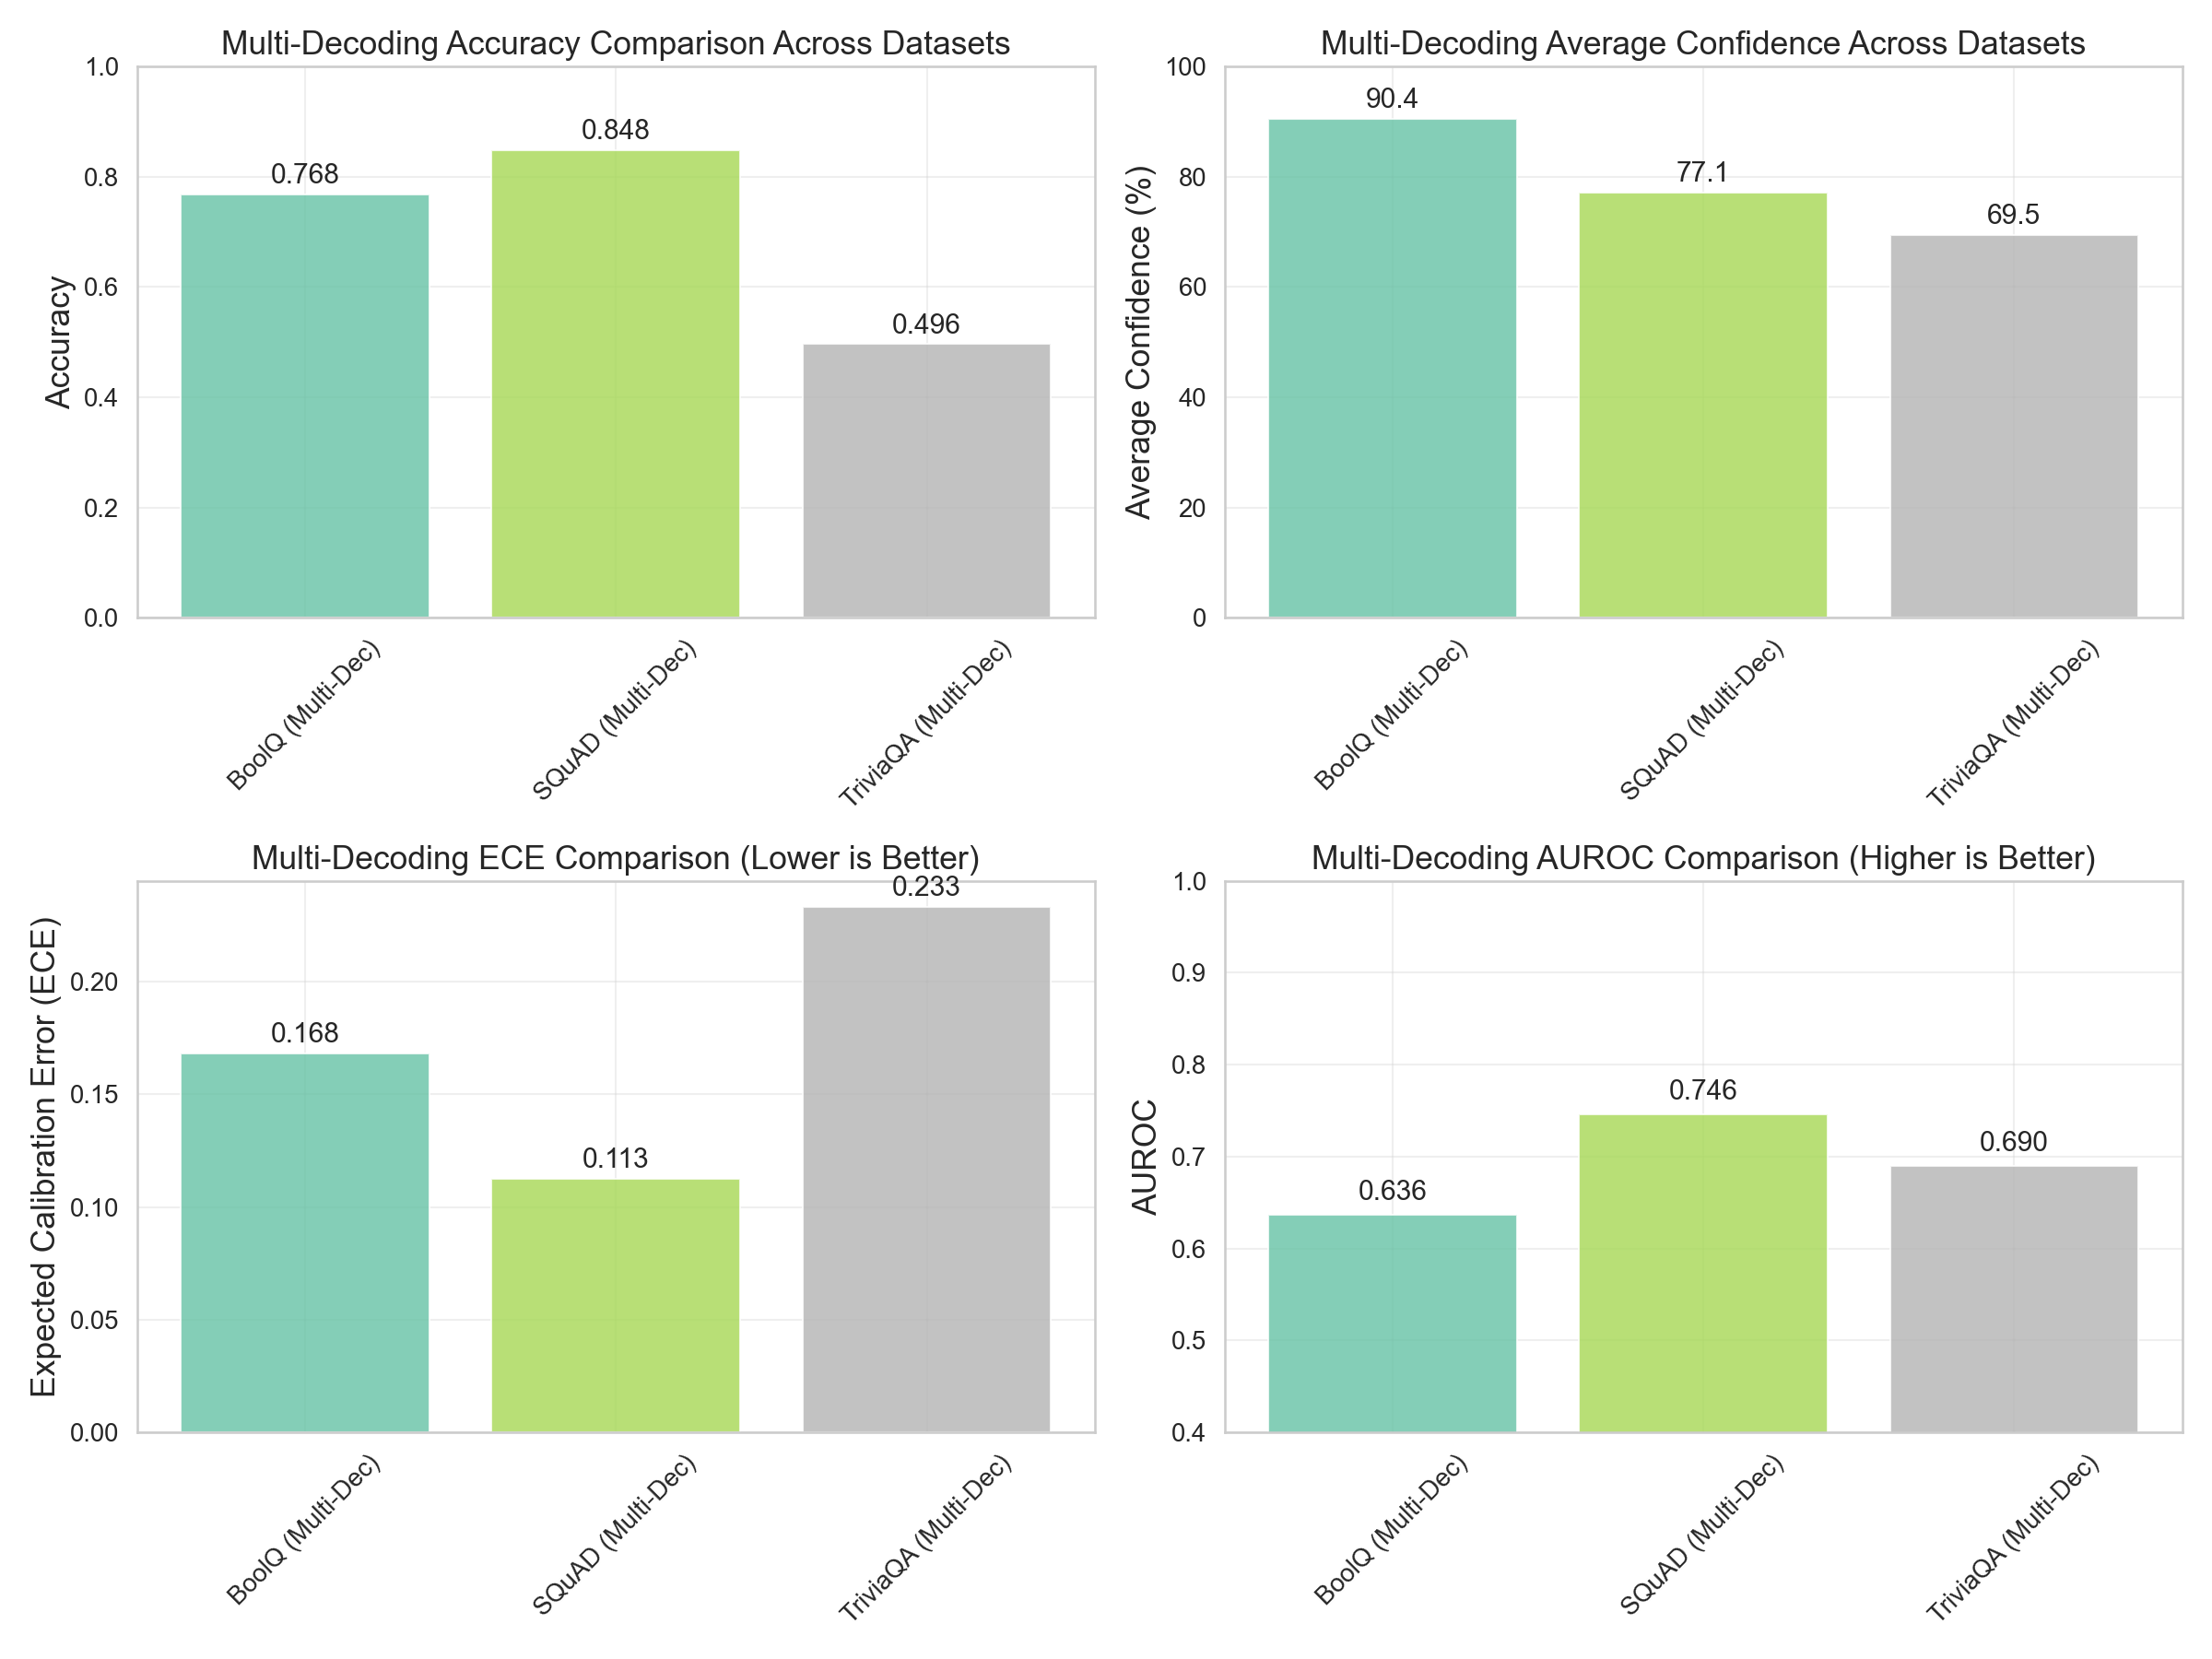 Multi-Decoding Accuracy Comparison Across Datasets
Accuracy
1.0
0.8
0.6
0.4
0.2
0.0
0.768
0.848
0.496
BoolQ (Multi-Dec)
SQuAD (Multi-Dec)
TriviaQA (Multi-Dec)
Multi-Decoding Average Confidence Across Datasets
Average Confidence (%)
100
80
60
40
20
0
90.4
77.1
69.5
BoolQ (Multi-Dec)
SQuAD (Multi-Dec)
TriviaQA (Multi-Dec)
Multi-Decoding ECE Comparison (Lower is Better)
Expected Calibration Error (ECE)
0.20
0.15
0.10
0.05
0.00
0.168
0.113
0.233
BoolQ (Multi-Dec)
SQuAD (Multi-Dec)
TriviaQA (Multi-Dec)
Multi-Decoding AUROC Comparison (Higher is Better)
AUROC
1.0
0.9
0.8
0.7
0.6
0.5
0.4
0.636
0.746
0.690
BoolQ (Multi-Dec)
SQuAD (Multi-Dec)
TriviaQA (Multi-Dec)